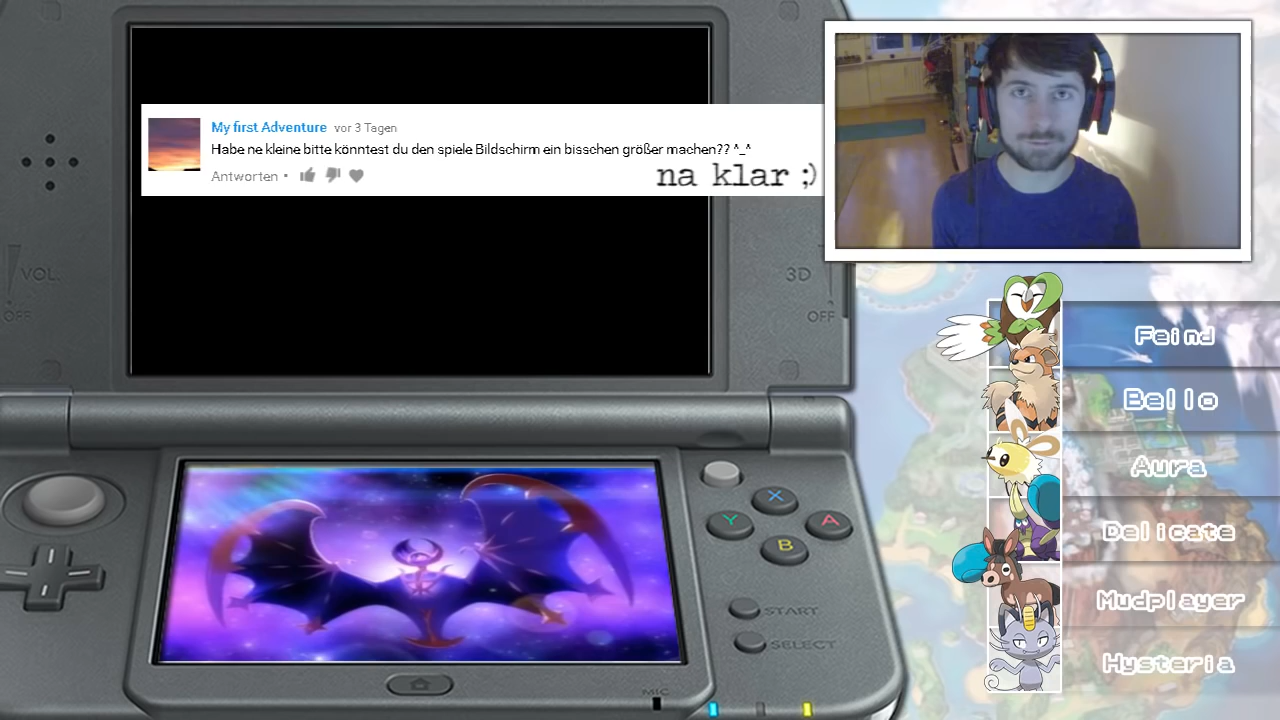 My first Adventure vor 3 Tagen
Habe ne kleine bitte könntest du den spiele Bildschirm ein bisschen größer machen?? ^_^
Antworten •
na klar ;)
VOL.
OFF
3D
OFF
Feind
Bello
Aura
Delicate
Mudplayer
Hysteria
X
Y
A
B
START
SELECT
MIC